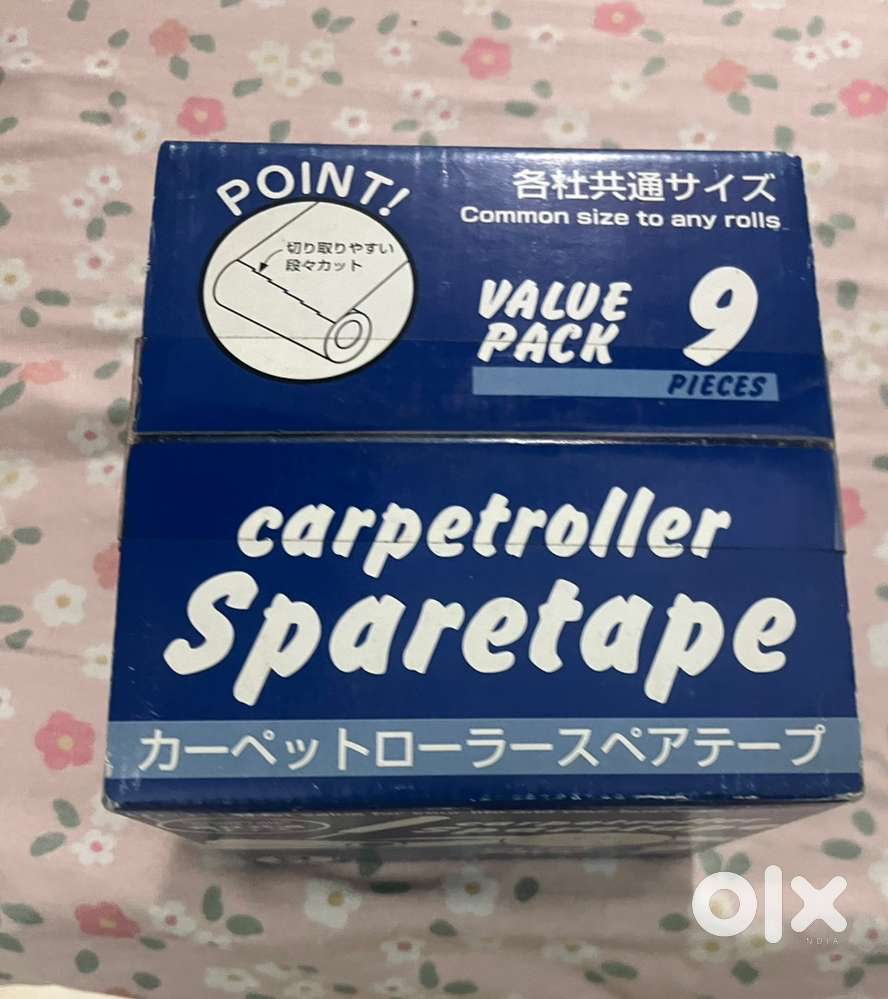 POINT!
切り取りやすい
段々カット
各社共通サイズ
Common size to any rolls
VALUE
PACK
9
PIECES
carpetroller
Sparetape
カーペットローラースペアテープ
OLX
INDIA